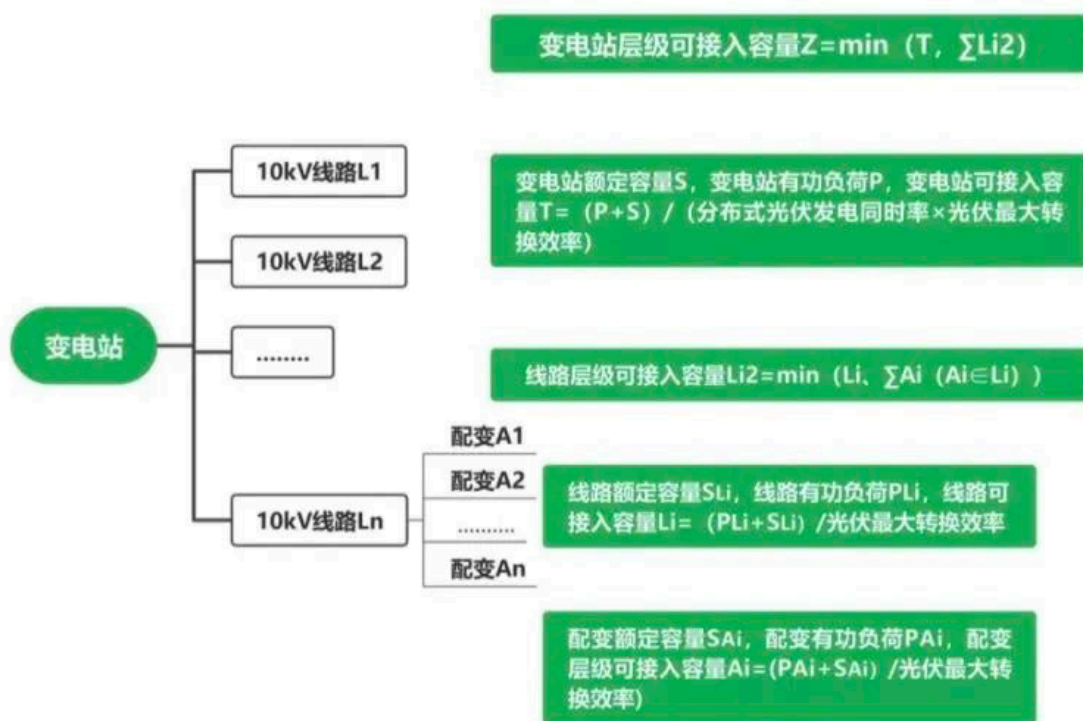 变电站层级可接入容量Z=min（T，∑Li2）
10kV线路L1
变电站额定容量S，变电站有功负荷P，变电站可接入容
量T=（P+S）/（分布式光伏发电同时率×光伏最大转
换效率）
10kV线路L2
变电站
........
线路层级可接入容量Li2=min（Li、∑Ai（Ai∈Li））
配变A1
配变A2
10kV线路Ln
..........
配变An
线路额定容量SLi，线路有功负荷PLi，线路可
接入容量Li=（PLi+SLi）/光伏最大转换效率
配变额定容量SAi，配变有功负荷PAi，配变
层级可接入容量Ai=(PAi+SAi）/光伏最大转
换效率)